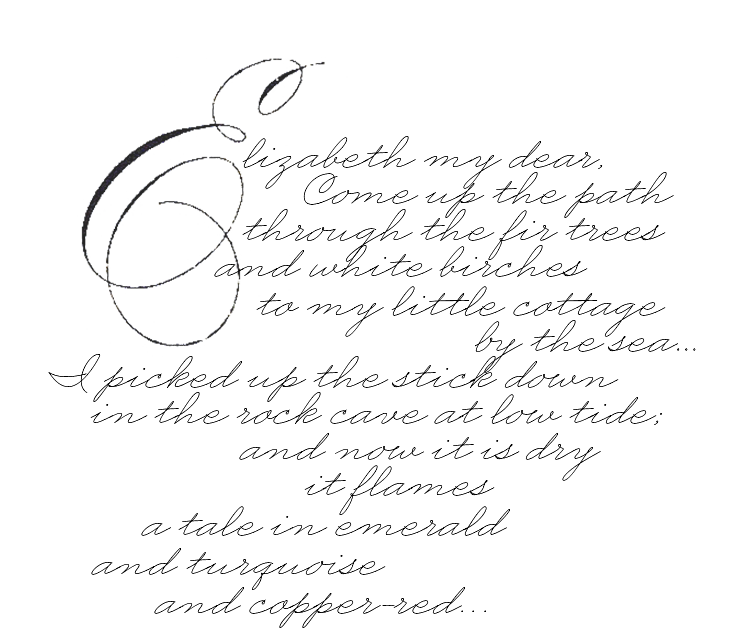 Elizabeth my dear,
Come up the path
through the fir trees
and white birches
to my little cottage
by the sea...
I picked up the stick down
in the rock cave at low tide;
and now it is dry
it flames
a tale in emerald
and turquoise
and copper-red...